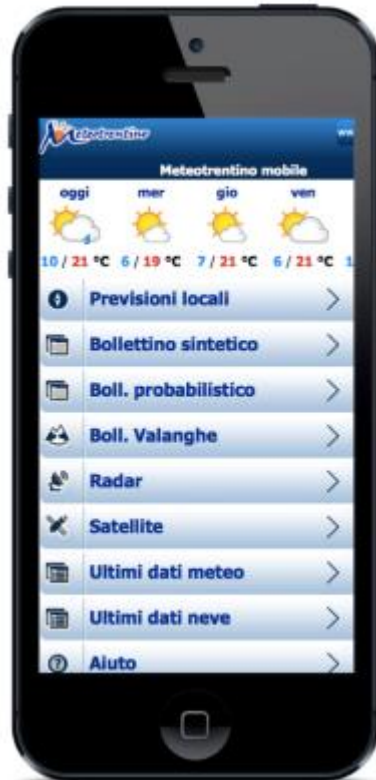 Meteotrentino
Meteotrentino mobile
oggi mer gio ven
10 / 21 °C 6 / 19 °C 7 / 21 °C 6 / 21 °C 1
Previsioni locali
Bollettino sintetico
Boll. probabilistico
Boll. Valanghe
Radar
Satellite
Ultimi dati meteo
Ultimi dati neve
Aiuto